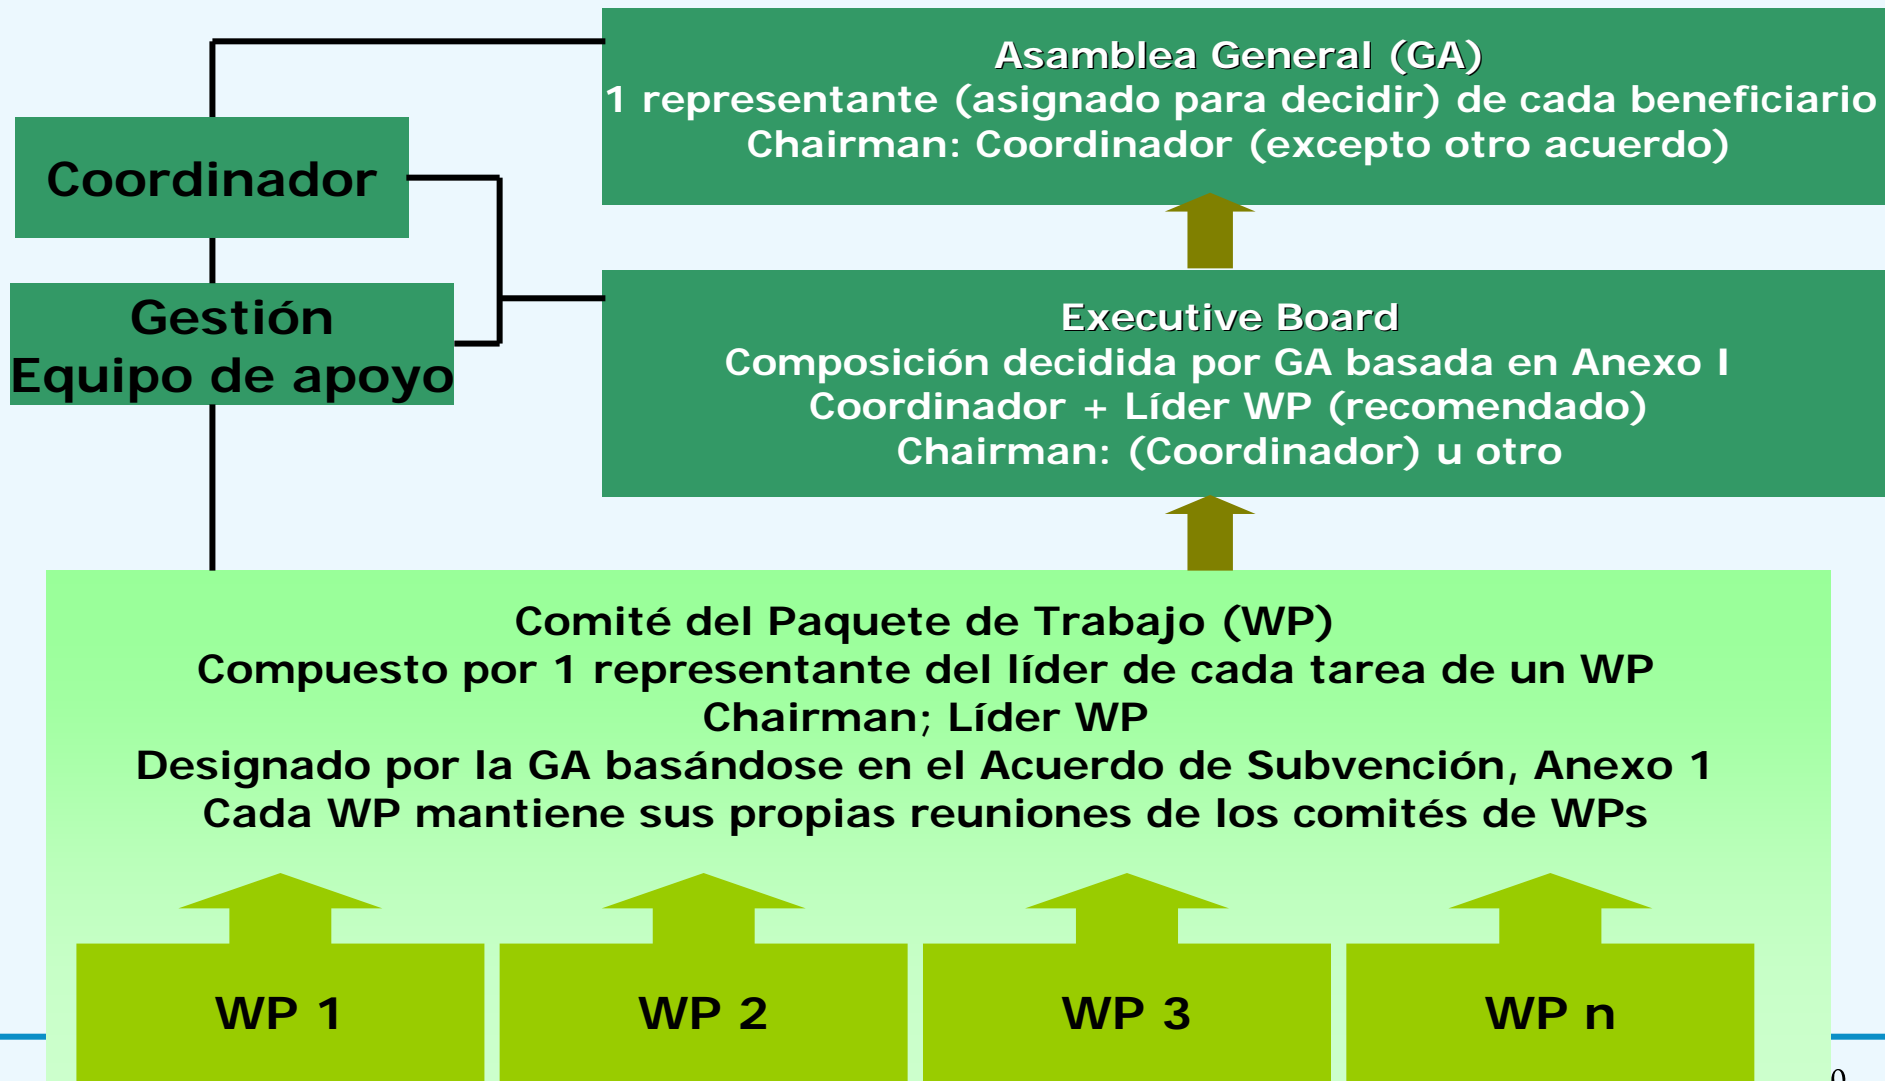 Asamblea General (GA)
1 representante (asignado para decidir) de cada beneficiario
Chairman: Coordinador (excepto otro acuerdo)
Coordinador
Gestión
Equipo de apoyo
Executive Board
Composición decidida por GA basada en Anexo I
Coordinador + Líder WP (recomendado)
Chairman: (Coordinador) u otro
Comité del Paquete de Trabajo (WP)
Compuesto por 1 representante del líder de cada tarea de un WP
Chairman; Líder WP
Designado por la GA basándose en el Acuerdo de Subvención, Anexo 1
Cada WP mantiene sus propias reuniones de los comités de WPs
WP 1
WP 2
WP 3
WP n